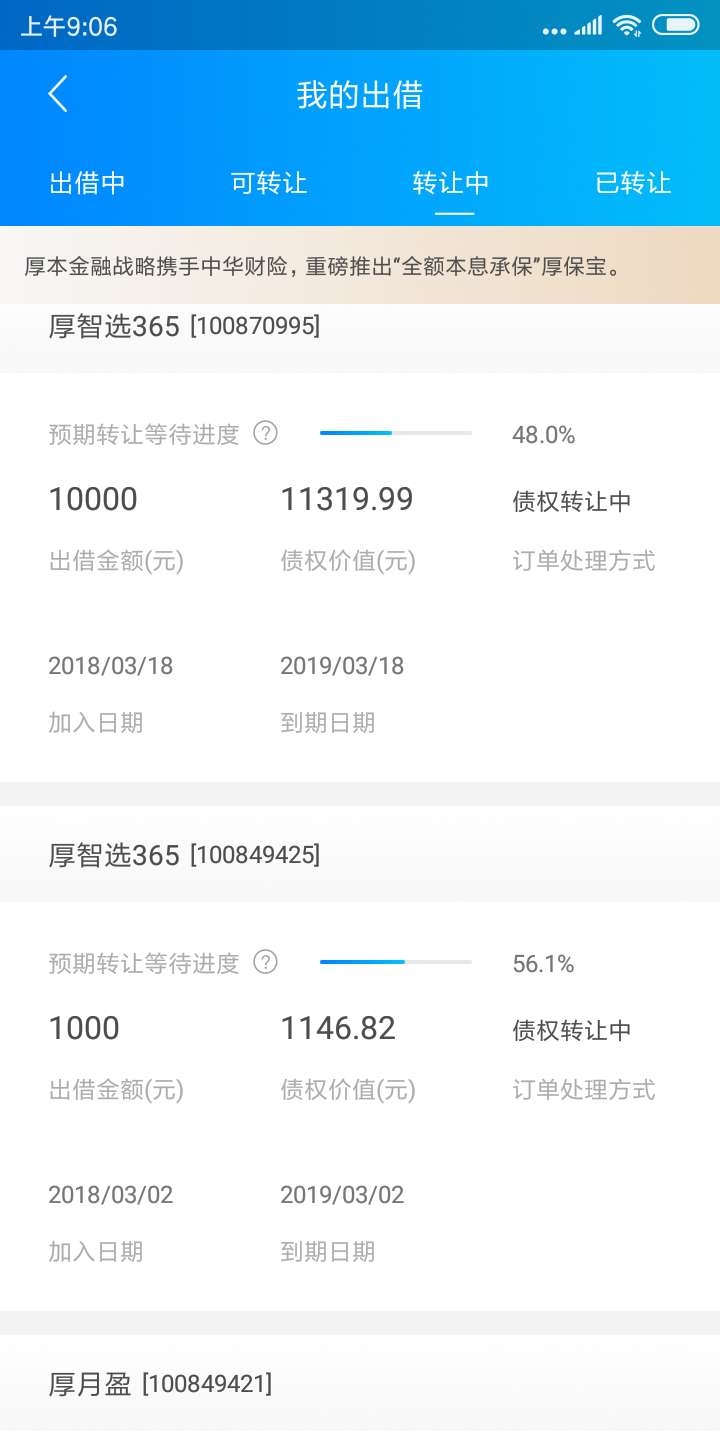 上午9:06
我的出借
出借中 可转让 转让中 已转让
厚本金融战略携手中华财险，重磅推出“全额本息承保”厚保宝。
厚智选365 [100870995]
预期转让等待进度 ? 48.0%
10000 11319.99 债权转让中
出借金额(元) 债权价值(元) 订单处理方式
2018/03/18 2019/03/18
加入日期 到期日期
厚智选365 [100849425]
预期转让等待进度 ? 56.1%
1000 1146.82 债权转让中
出借金额(元) 债权价值(元) 订单处理方式
2018/03/02 2019/03/02
加入日期 到期日期
厚月盈 [100849421]